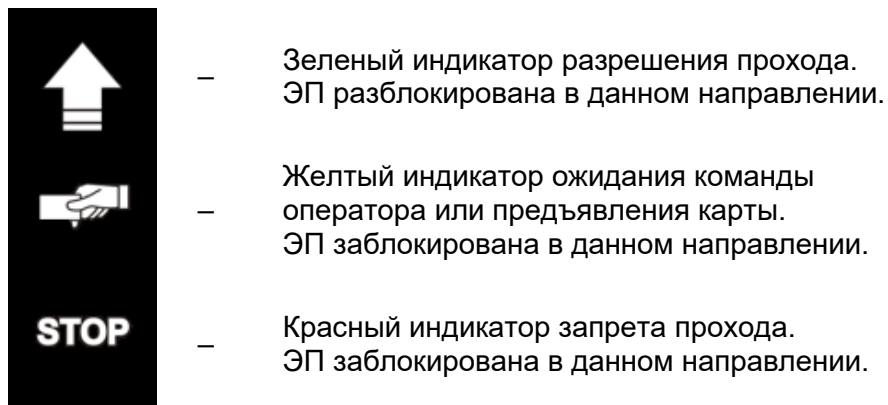 – Зеленый индикатор разрешения прохода.
ЭП разблокирована в данном направлении.
Желтый индикатор ожидания команды
– оператора или предъявления карты.
ЭП заблокирована в данном направлении.
STOP – Красный индикатор запрета прохода.
ЭП заблокирована в данном направлении.